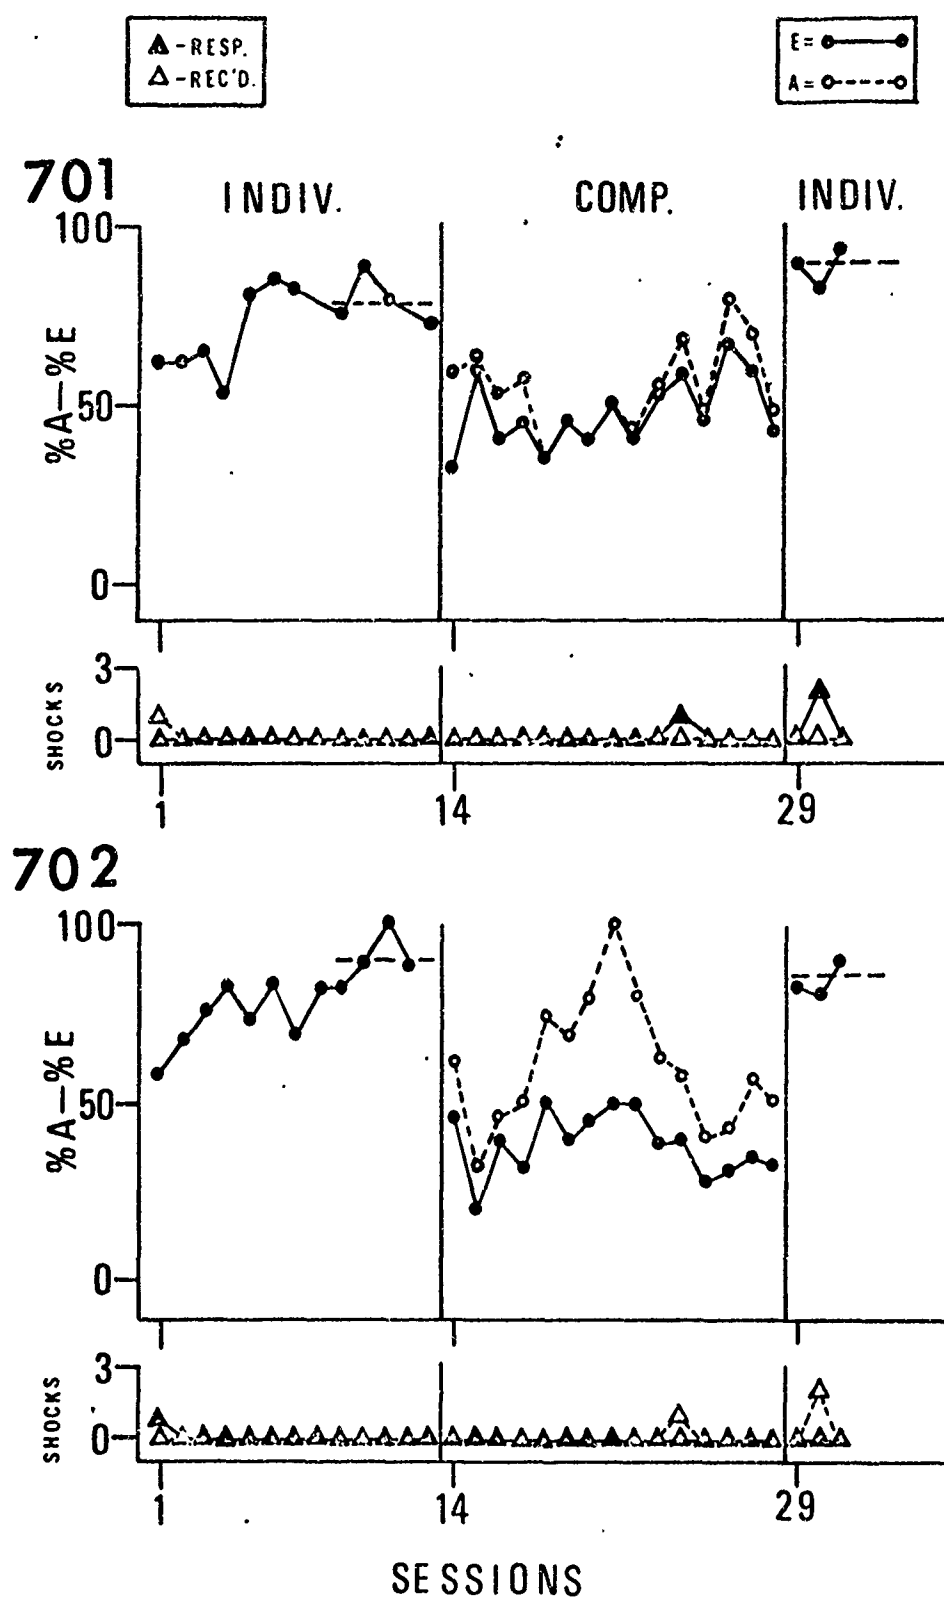 ▲-RESP.
△-REC'D.
E=
A=
701
INDIV.
COMP.
INDIV.
100
50
0
%A-%E
3
0
SHOCKS
1
14
29
702
100
50
0
%A-%E
3
0
SHOCKS
1
14
29
SESSIONS